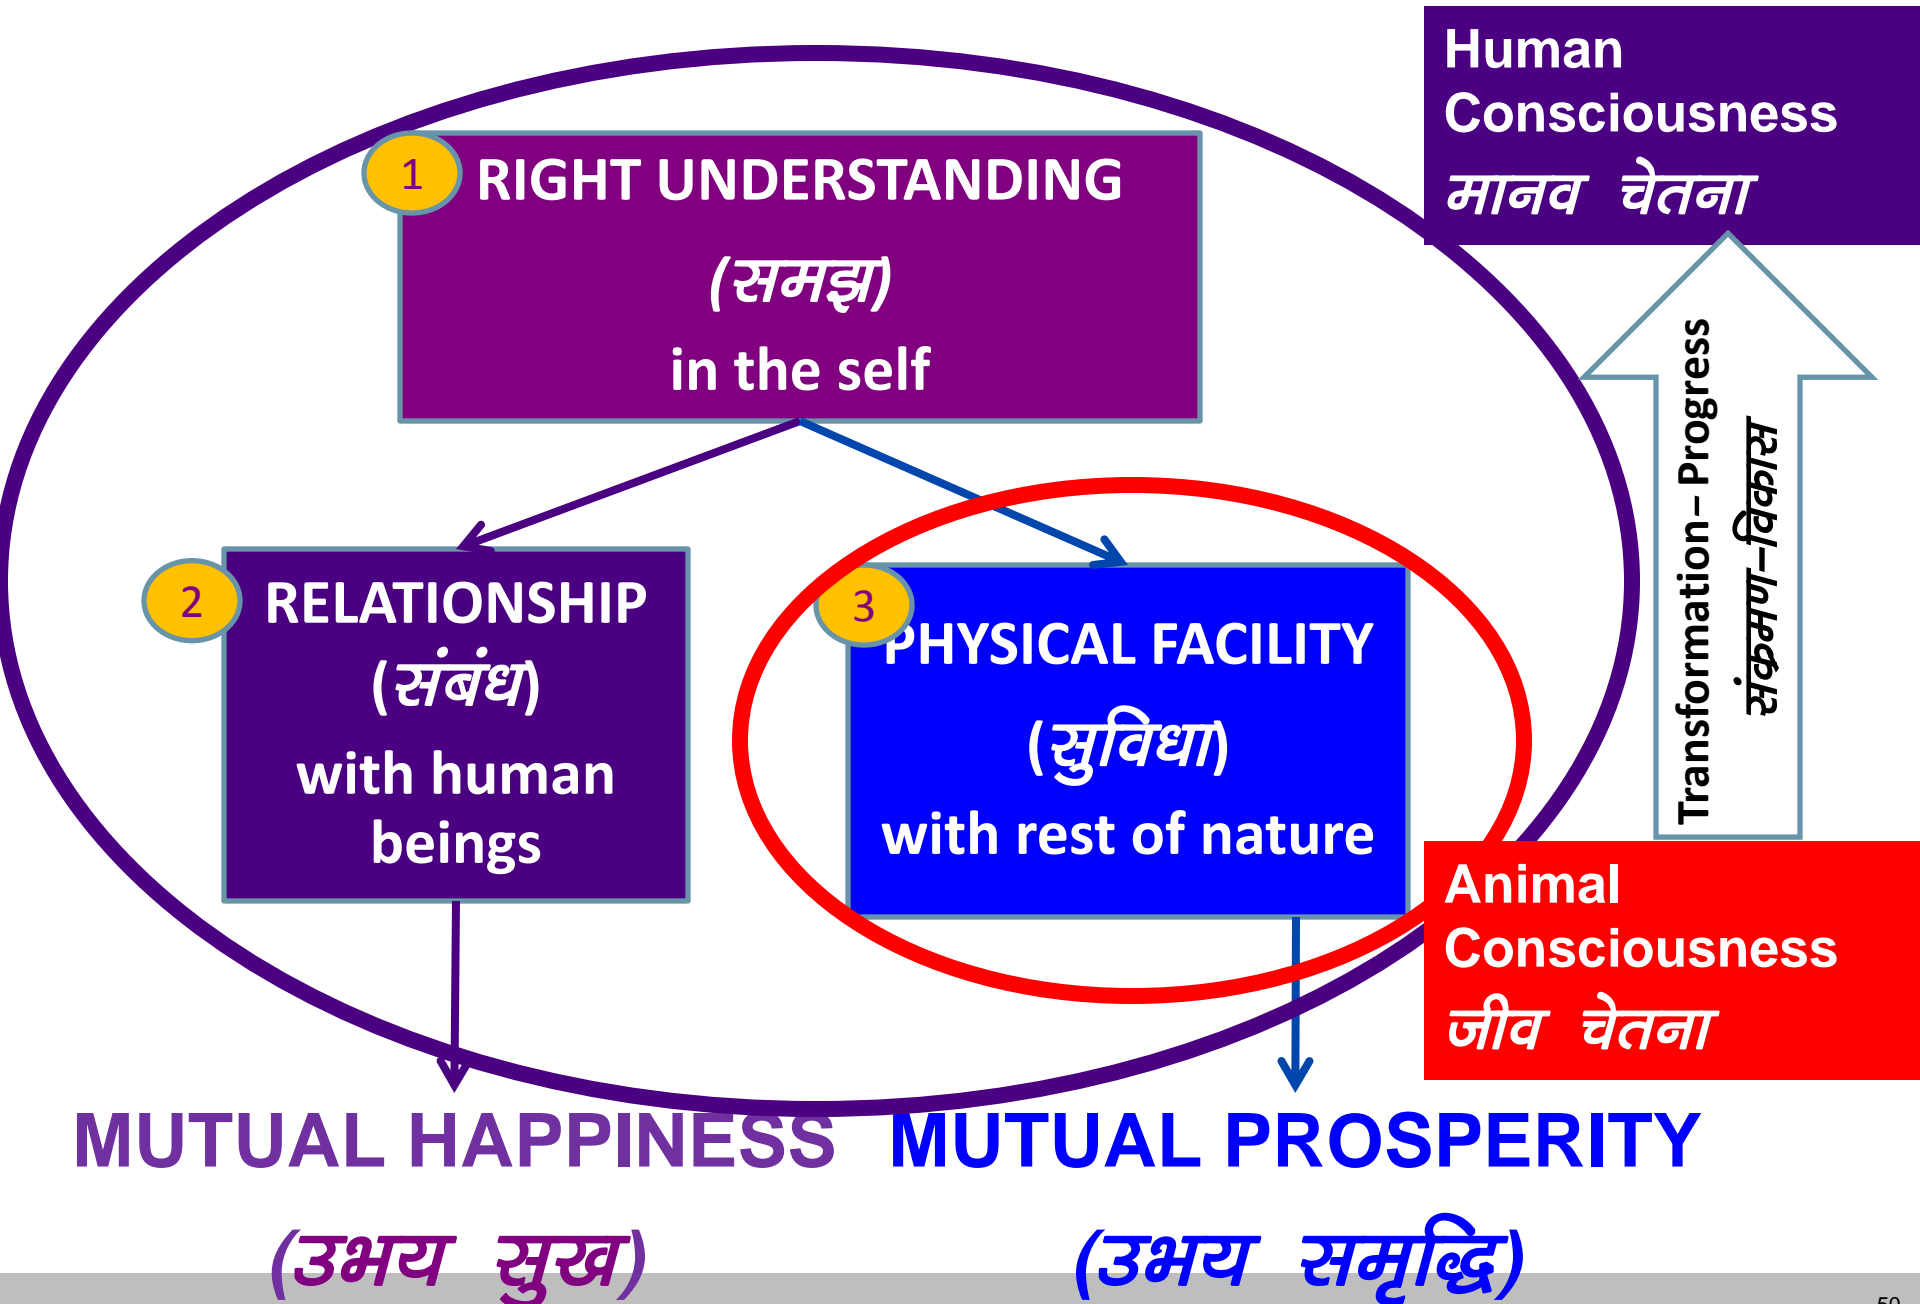 Human
Consciousness
मानव चेतना
1
RIGHT UNDERSTANDING
(समझ)
in the self
2
RELATIONSHIP
(संबंध)
with human
beings
3
PHYSICAL FACILITY
(सुविधा)
with rest of nature
Transformation– Progress
Animal
Consciousness
जीव चेतना
MUTUAL HAPPINESS
(उभय सुख)
MUTUAL PROSPERITY
(उभय समृद्धि)